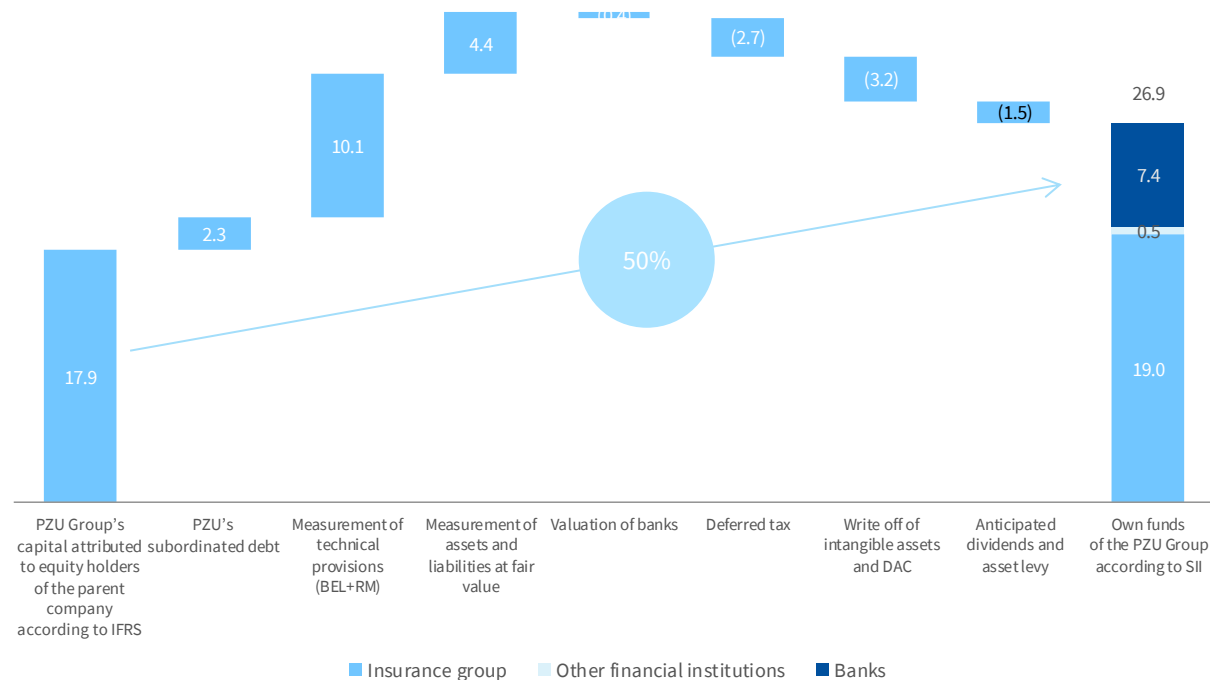 4.4
(2.7)
(3.2)
(1.5)
26.9
10.1
7.4
2.3
0.5
50%
17.9
19.0
PZU Group's
capital attributed
to equity holders
of the parent
company
according to IFRS
PZU's
subordinated debt
Measurement of
technical
provisions
(BEL+RM)
Measurement of
assets and
liabilities at fair
value
Valuation of banks
Deferred tax
Write off of
intangible assets
and DAC
Anticipated
dividends and
asset levy
Own funds
of the PZU Group
according to SII
Insurance group
Other financial institutions
Banks